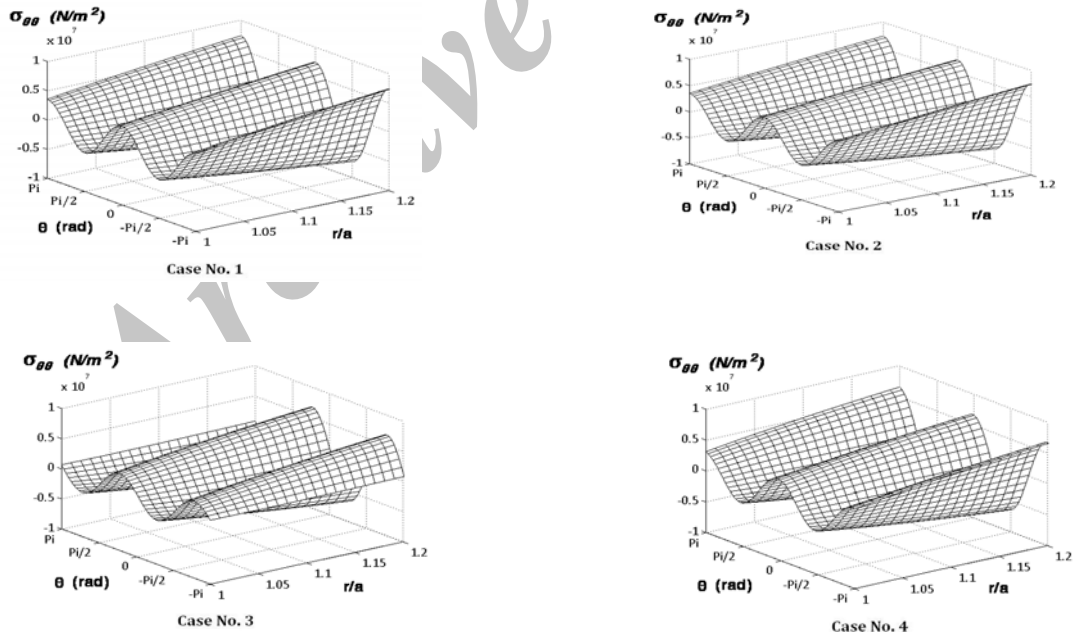 σθθ (N/m²)
x 10⁷
1
0.5
0
-0.5
-1
Pi
Pi/2
0
-Pi/2
-Pi
θ (rad)
1
1.05
1.1
1.15
1.2
r/a
Case No. 1
σθθ (N/m²)
x 10⁷
1
0.5
0
-0.5
-1
Pi
Pi/2
0
-Pi/2
-Pi
θ (rad)
1
1.05
1.1
1.15
1.2
r/a
Case No. 2
σθθ (N/m²)
x 10⁷
1
0.5
0
-0.5
-1
Pi
Pi/2
0
-Pi/2
-Pi
θ (rad)
1
1.05
1.1
1.15
1.2
r/a
Case No. 3
σθθ (N/m²)
x 10⁷
1
0.5
0
-0.5
-1
Pi
Pi/2
0
-Pi/2
-Pi
θ (rad)
1
1.05
1.1
1.15
1.2
r/a
Case No. 4